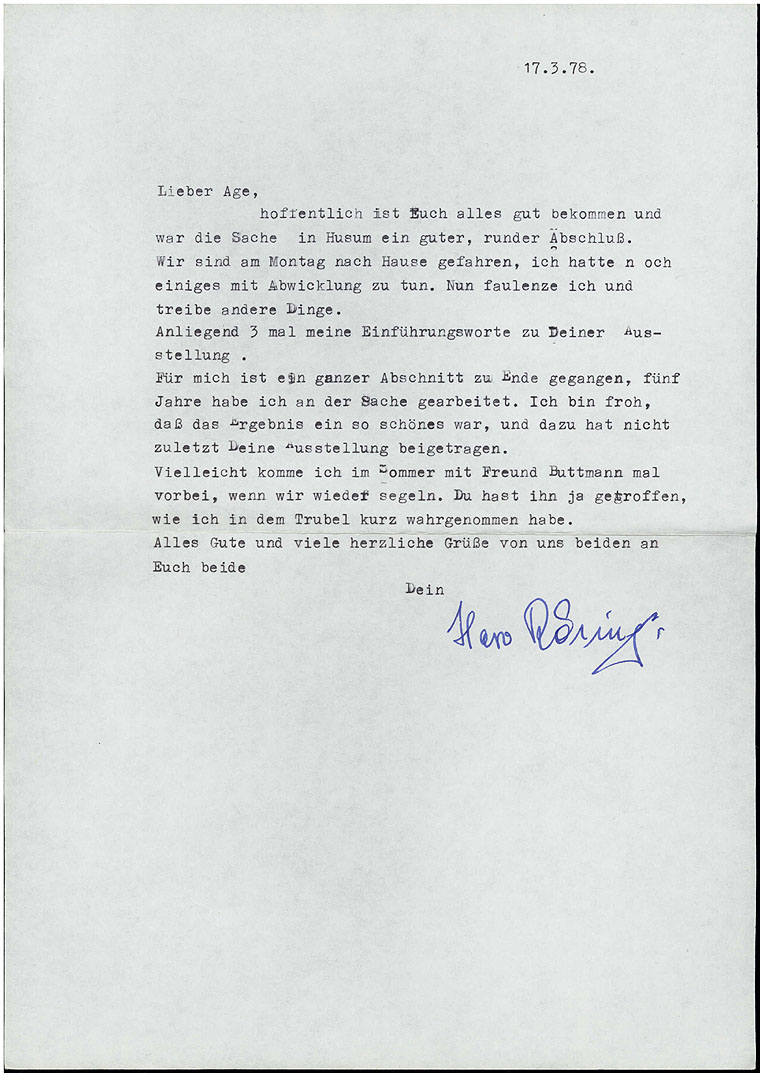 17.3.78.
Lieber Age,
hoffentlich ist Euch alles gut bekommen und
war die Sache in Husum ein guter, runder Abschluß.
Wir sind am Montag nach Hause gefahren, ich hatte n och
einiges mit Abwicklung zu tun. Nun faulenze ich und
treibe andere Dinge.
Anliegend 3 mal meine Einführungsworte zu Deiner Aus-
stellung .
Für mich ist ein ganzer Abschnitt zu Ende gegangen, fünf
Jahre habe ich an der Sache gearbeitet. Ich bin froh,
daß das Ergebnis ein so schönes war, und dazu hat nicht
zuletzt Deine Ausstellung beigetragen.
Vielleicht komme ich im Sommer mit Freund Buttmann mal
vorbei, wenn wir wieder segeln. Du hast ihn ja getroffen,
wie ich in dem Trubel kurz wahrgenommen habe.
Alles Gute und viele herzliche Grüße von uns beiden an
Euch beide
Dein